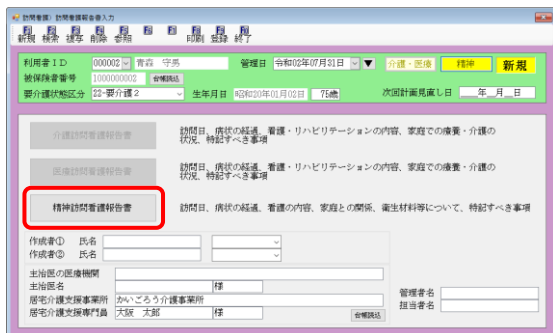 訪問看護) 訪問看護報告書入力
新規 検索 複写 削除 参照 印刷 登録 終了
利用者ID 000002 青森 守男 管理日 令和02年07月31日 ▼ 介護・医療 精神 新規
被保険者番号 1000000002 台帳読込
要介護状態区分 22-要介護2 生年月日 昭和20年01月02日 75歳 次回計画見直し日 __年_月_日
介護訪問看護報告書 訪問日、病状の経過、看護・リハビリテーションの内容、家庭での療養・介護の
状況、特記すべき事項
医療訪問看護報告書 訪問日、病状の経過、看護・リハビリテーションの内容、家庭での療養・介護の
状況、特記すべき事項
精神訪問看護報告書 訪問日、病状の経過、看護の内容、家庭との関係、衛生材料等について、特記すべき事項
作成者① 氏名
作成者② 氏名
主治医の医療機関
主治医名 様
居宅介護支援事業所 かいごろう介護事業所 管理者名
居宅介護支援専門員 大阪 太郎 様 台帳読込 担当者名